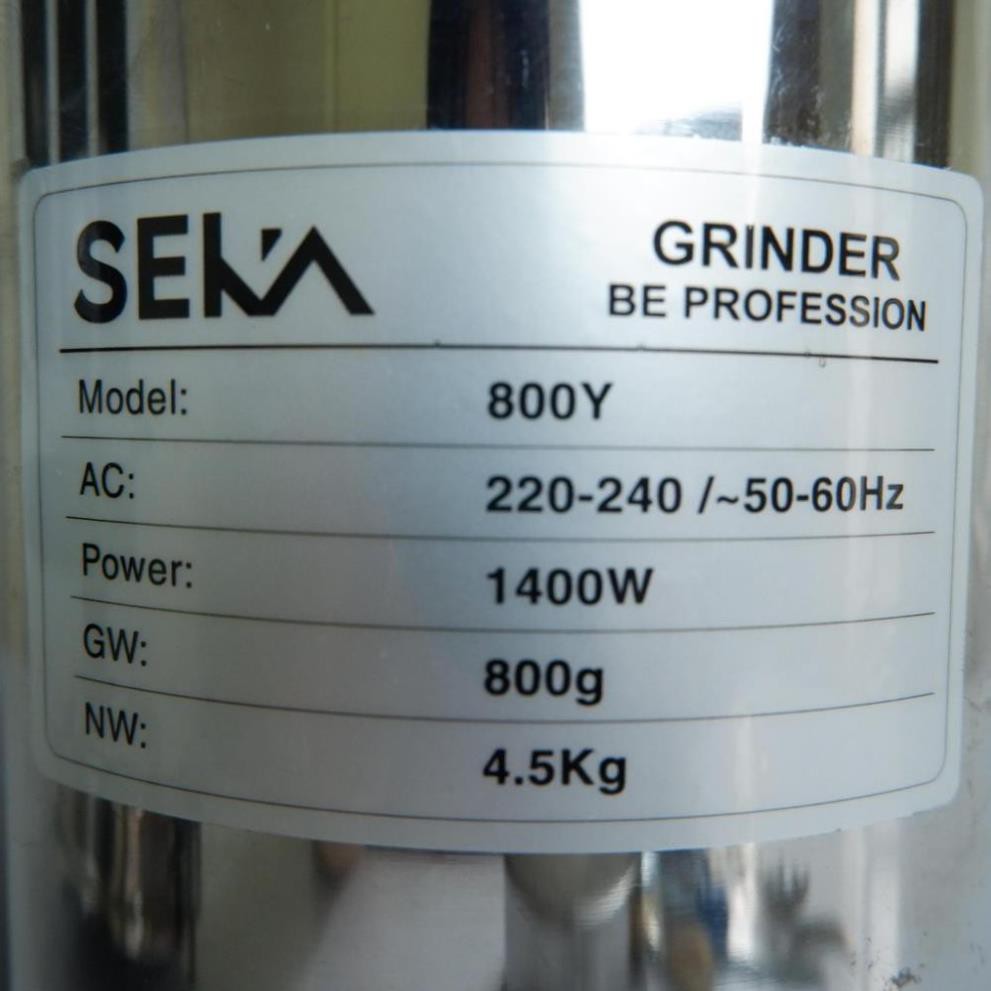 SEKA
GRINDER
BE PROFESSION
Model: 800Y
AC: 220-240 /~50-60Hz
Power: 1400W
GW: 800g
NW: 4.5Kg